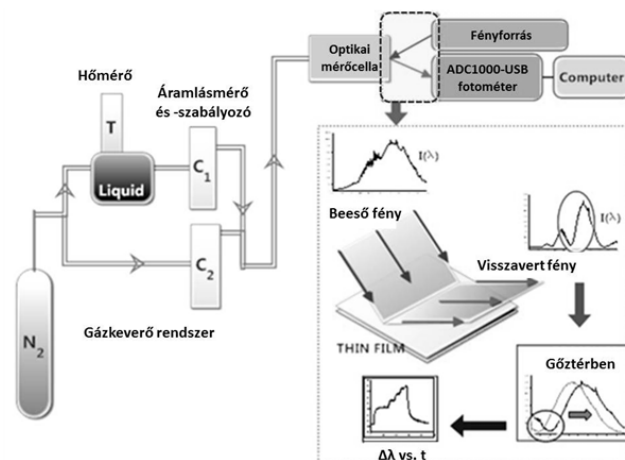 Fényforrás
Optikai
mérőcella
ADC1000-USB
fotométer
Computer
Hőmérő
Áramlásmérő
és -szabályozó
T
Liquid
C1
C2
I(λ)
Beeső fény
I(λ)
Visszavert fény
N2
Gázkeverő rendszer
THIN FILM
Gőztérben
Δλ vs. t